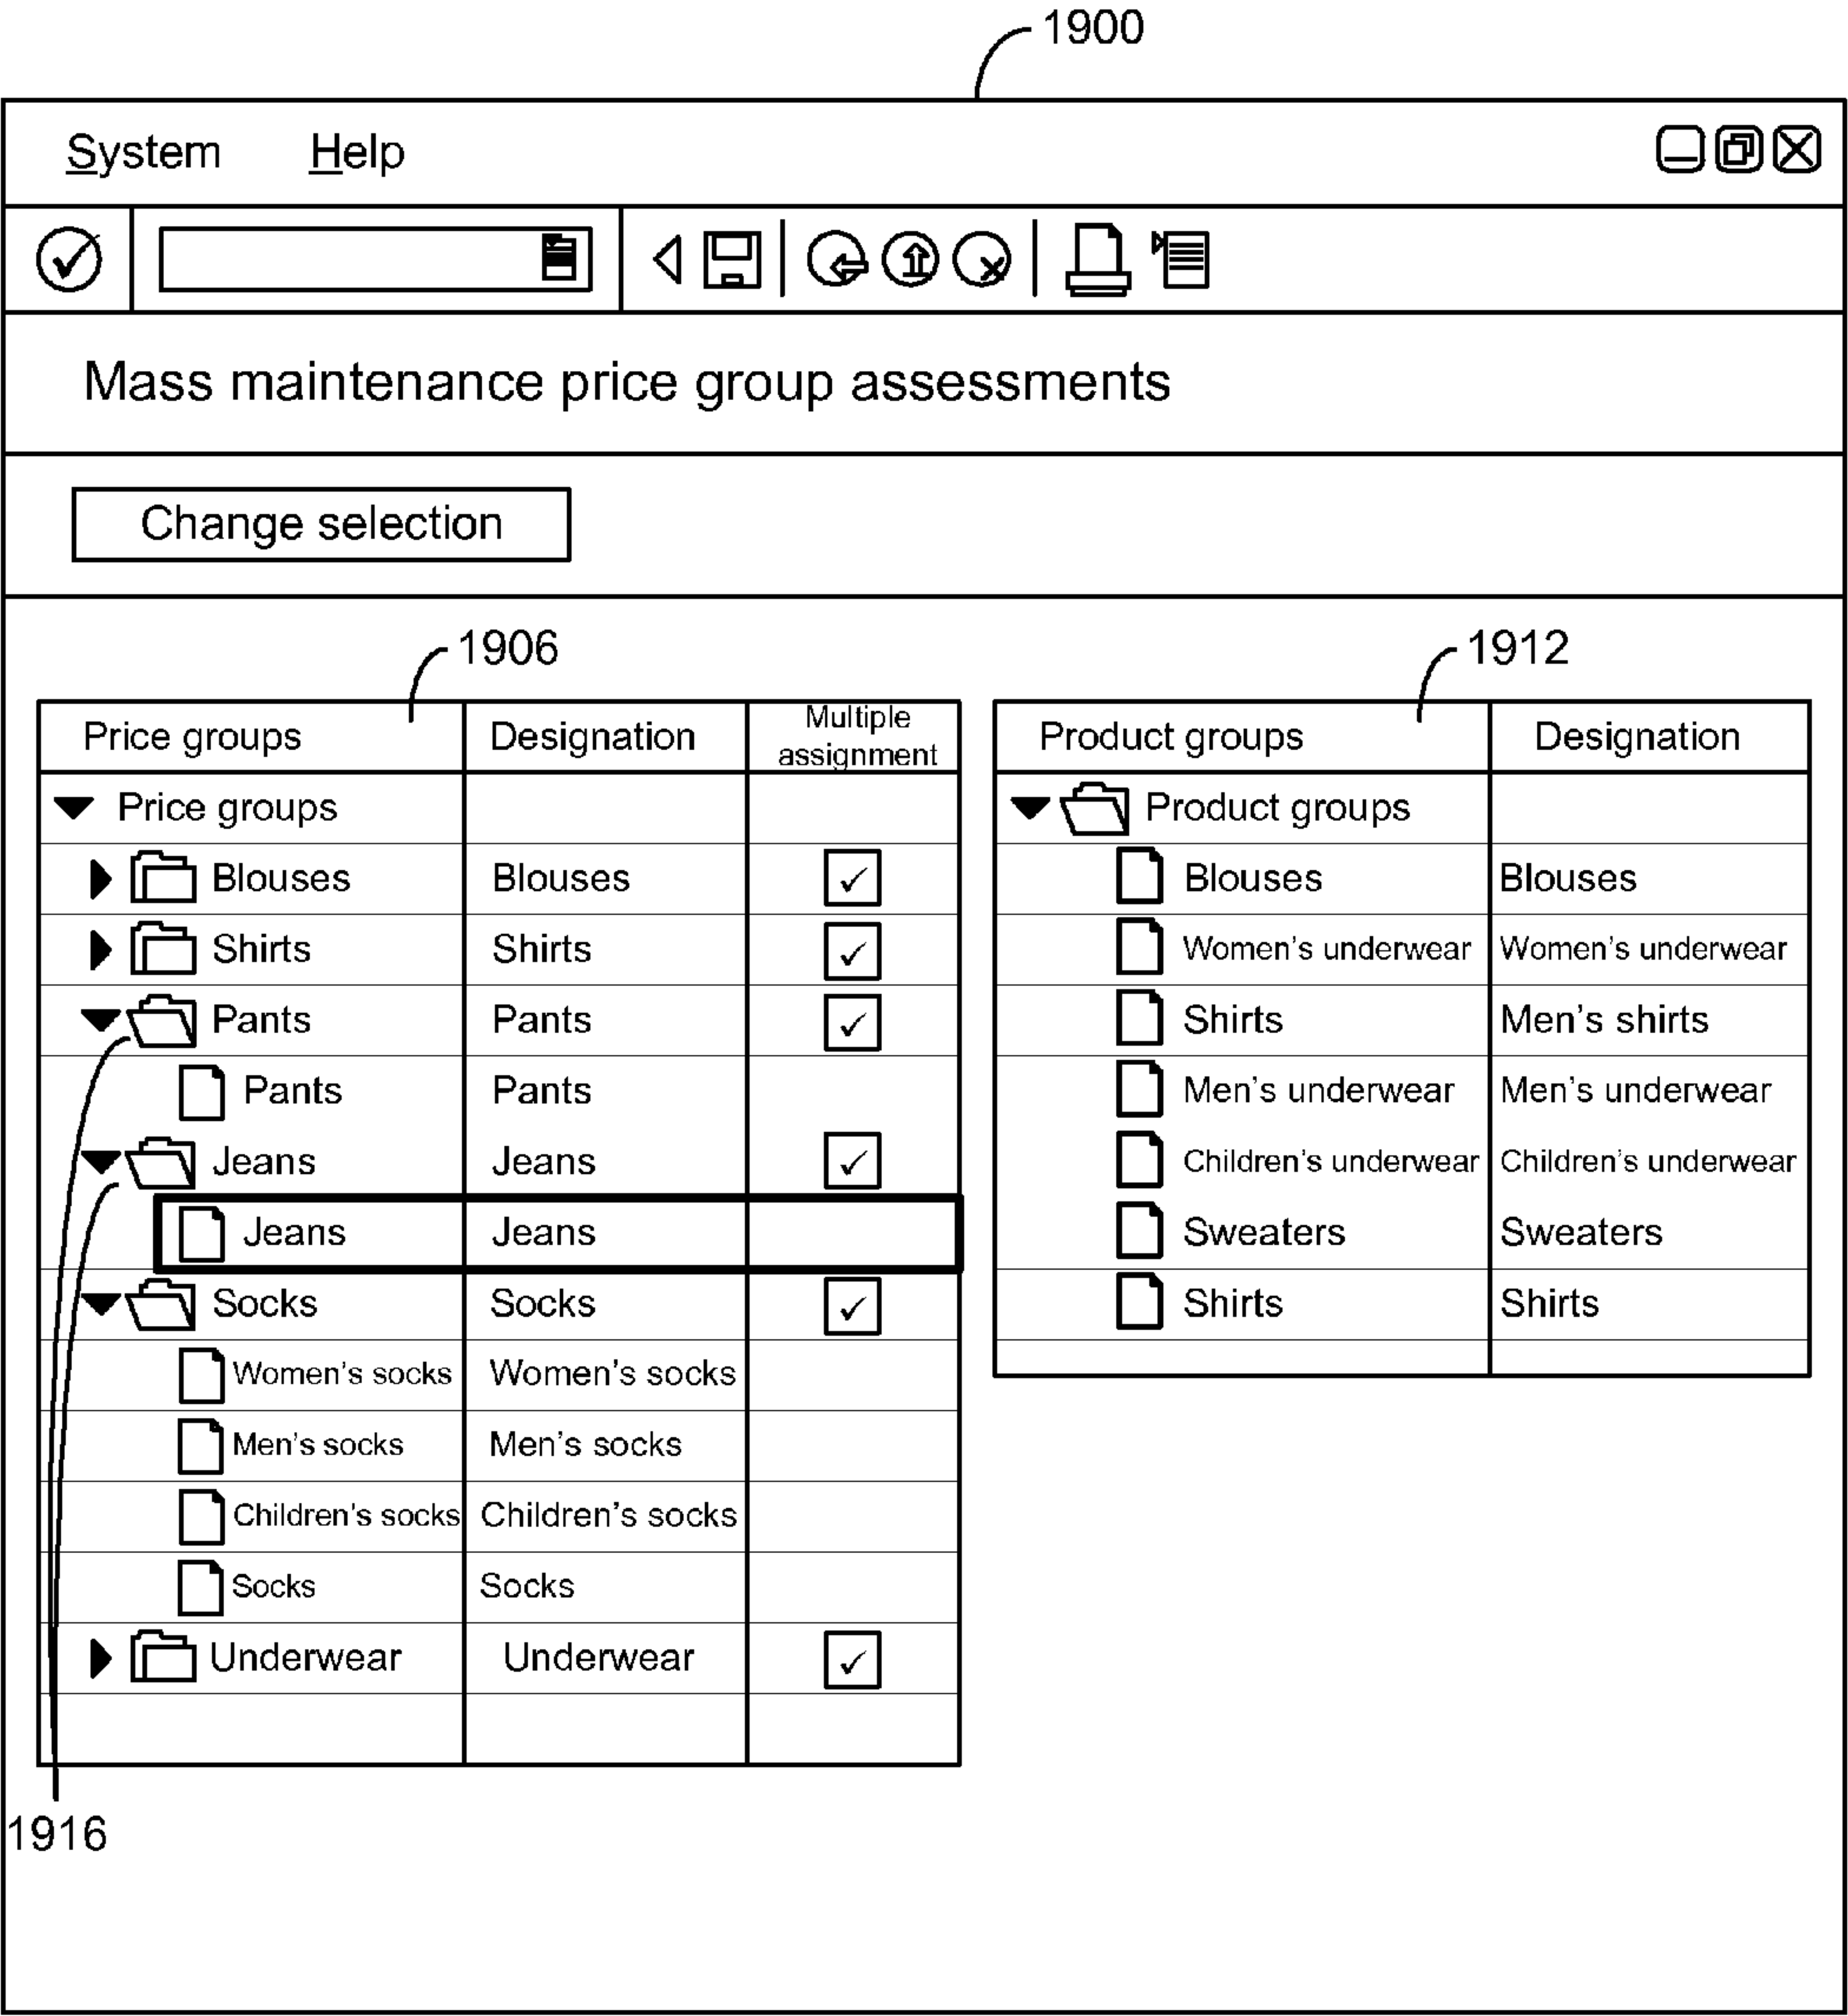 1900
System Help
Mass maintenance price group assessments
Change selection
1906
1912
Price groups Designation Multiple assignment
Price groups
Blouses Blouses
Shirts Shirts
Pants Pants
Pants Pants
Jeans Jeans
Jeans Jeans
Socks Socks
Women's socks Women's socks
Men's socks Men's socks
Children's socks Children's socks
Socks Socks
Underwear Underwear
Product groups Designation
Product groups
Blouses Blouses
Women's underwear Women's underwear
Shirts Men's shirts
Men's underwear Men's underwear
Children's underwear Children's underwear
Sweaters Sweaters
Shirts Shirts
1916